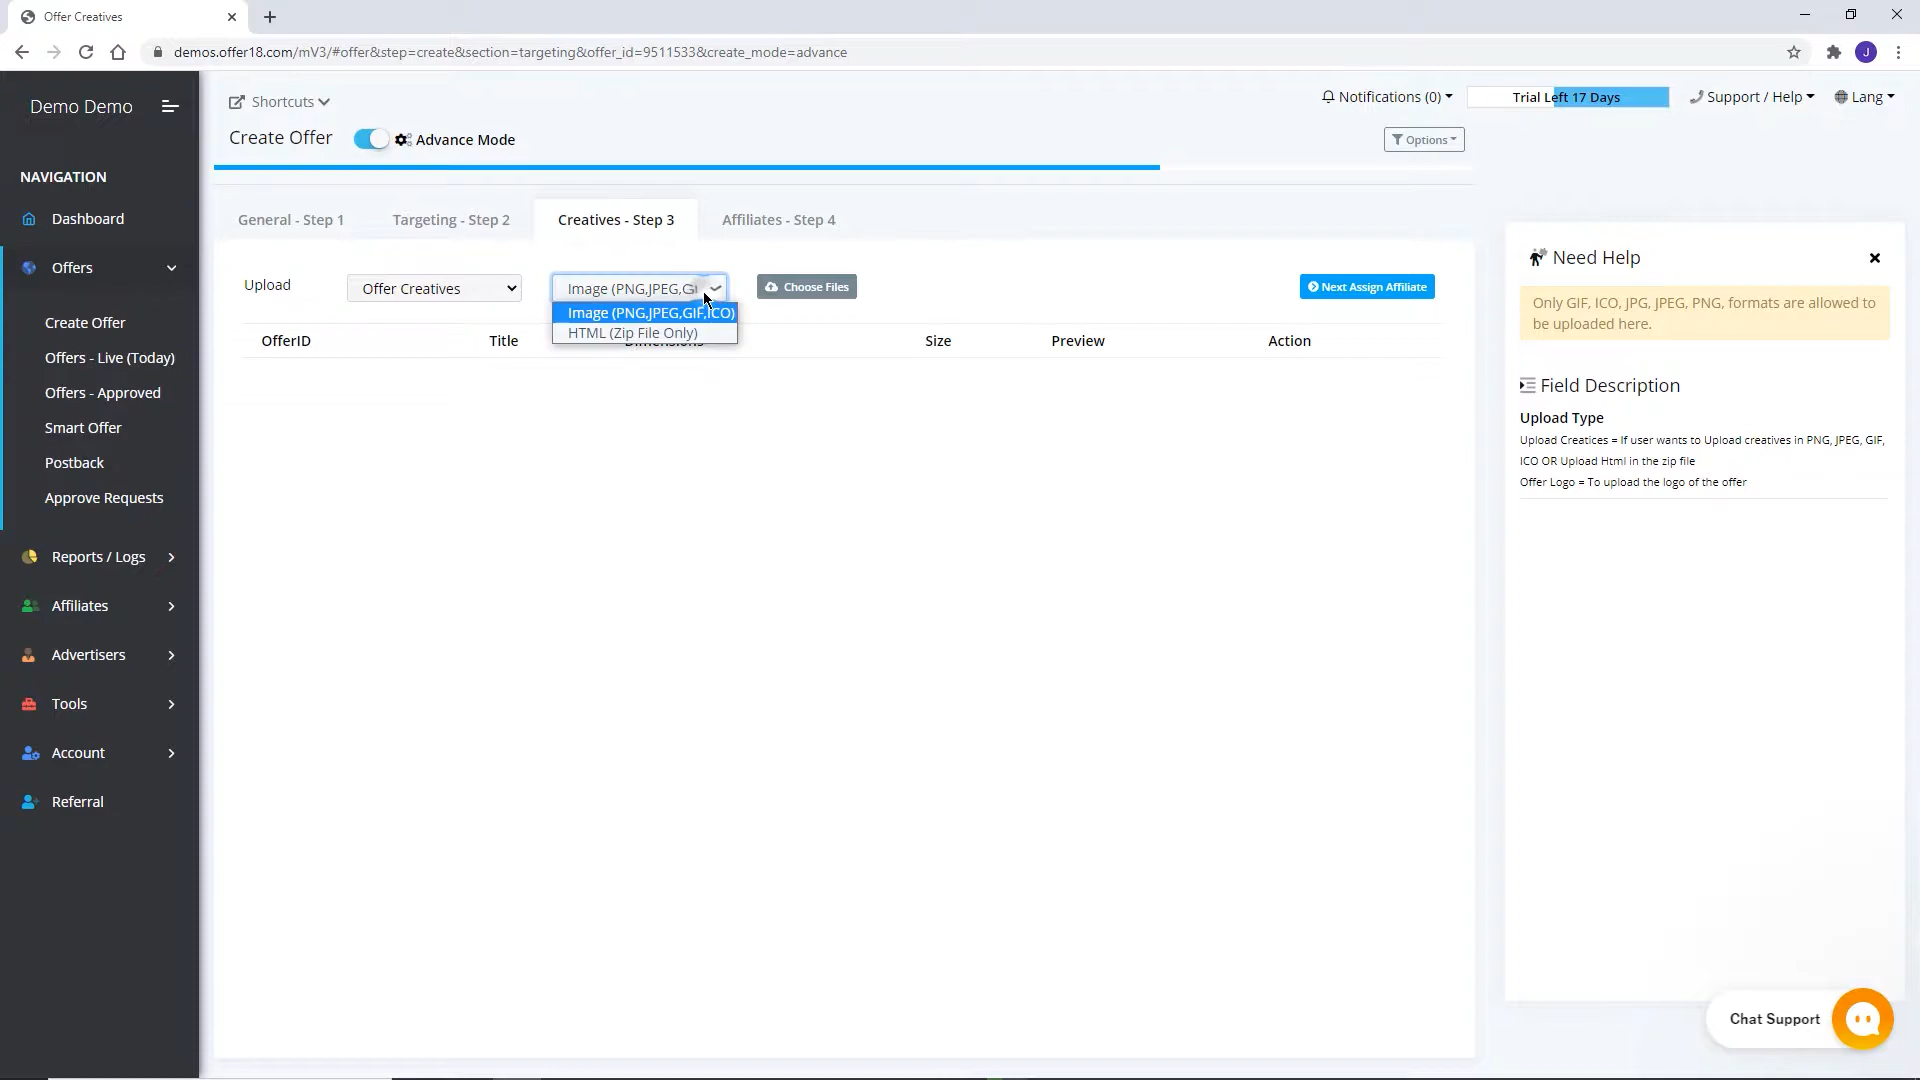 Offer Creatives
demos.offer18.com/mV3/#offer&step=create&section=targeting&offer_id=9511533&create_mode=advance
J
Demo Demo
NAVIGATION
Dashboard
Offers
Create Offer
Offers - Live (Today)
Offers - Approved
Smart Offer
Postback
Approve Requests
Reports / Logs
Affiliates
Advertisers
Tools
Account
Referral
Shortcuts
Notifications (0)
Trial Left 17 Days
Support / Help
Lang
Create Offer
Advance Mode
Options
General - Step 1
Targeting - Step 2
Creatives - Step 3
Affiliates - Step 4
Upload
Offer Creatives
Image (PNG,JPEG,GI
Choose Files
Next Assign Affiliate
Image (PNG,JPEG,GIF,ICO)
HTML (Zip File Only)
OfferID
Title
Dimensions
Size
Preview
Action
Need Help
Only GIF, ICO, JPG, JPEG, PNG, formats are allowed to
be uploaded here.
Field Description
Upload Type
Upload Creatices = If user wants to Upload creatives in PNG, JPEG, GIF,
ICO OR Upload Html in the zip file
Offer Logo = To upload the logo of the offer
Chat Support